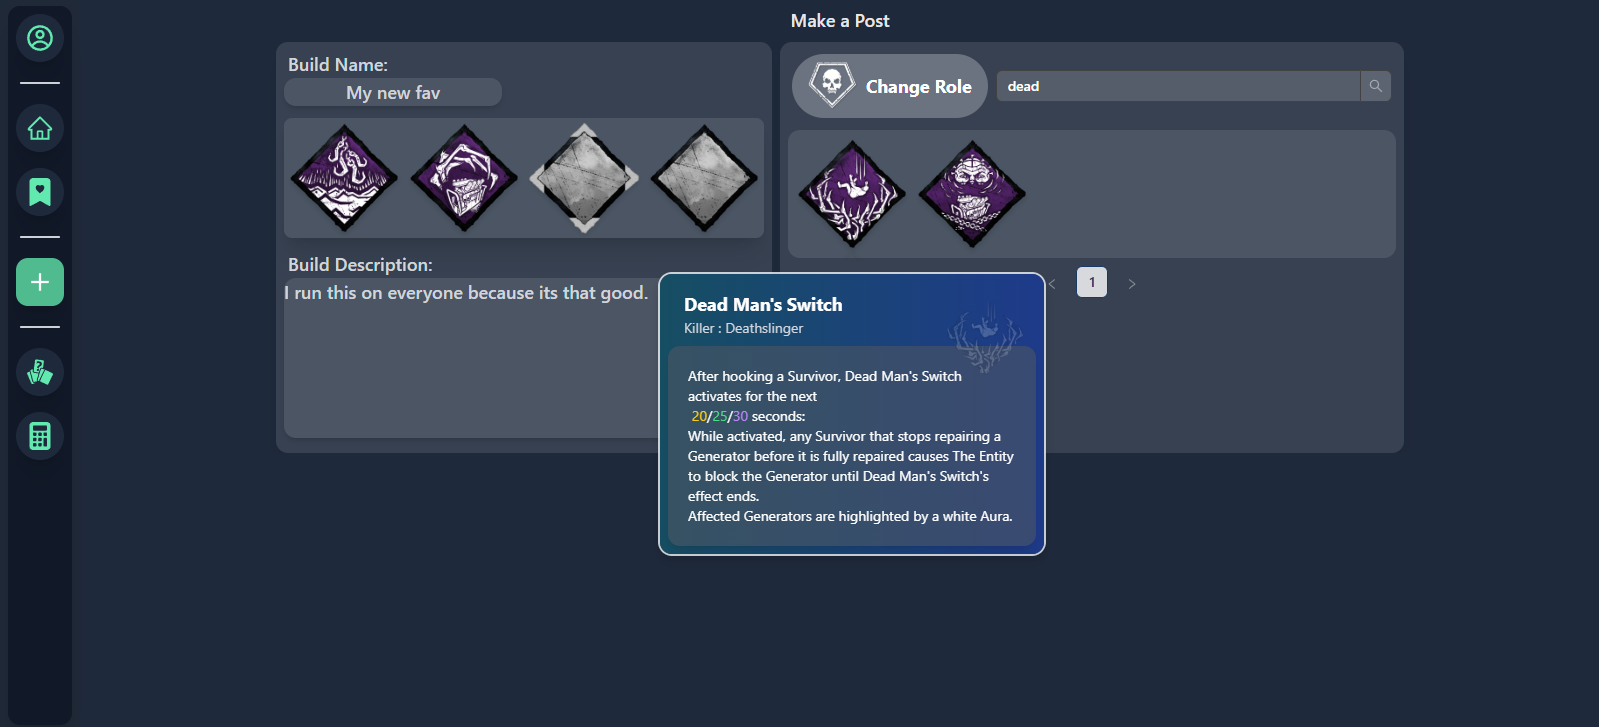 Make a Post
Build Name:
My new fav
Change Role
dead
Build Description:
I run this on everyone because its that good.
1
Dead Man's Switch
Killer : Deathslinger
After hooking a Survivor, Dead Man's Switch
activates for the next
20/25/30 seconds:
While activated, any Survivor that stops repairing a
Generator before it is fully repaired causes The Entity
to block the Generator until Dead Man's Switch's
effect ends.
Affected Generators are highlighted by a white Aura.